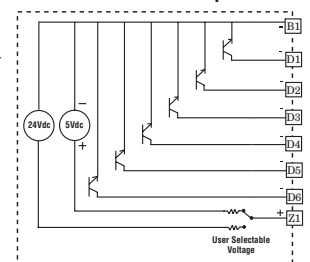 - B1
- D1
- D2
- D3
- D4
- D5
- D6
24Vdc
5Vdc
−
+
+ Z1
User Selectable
Voltage